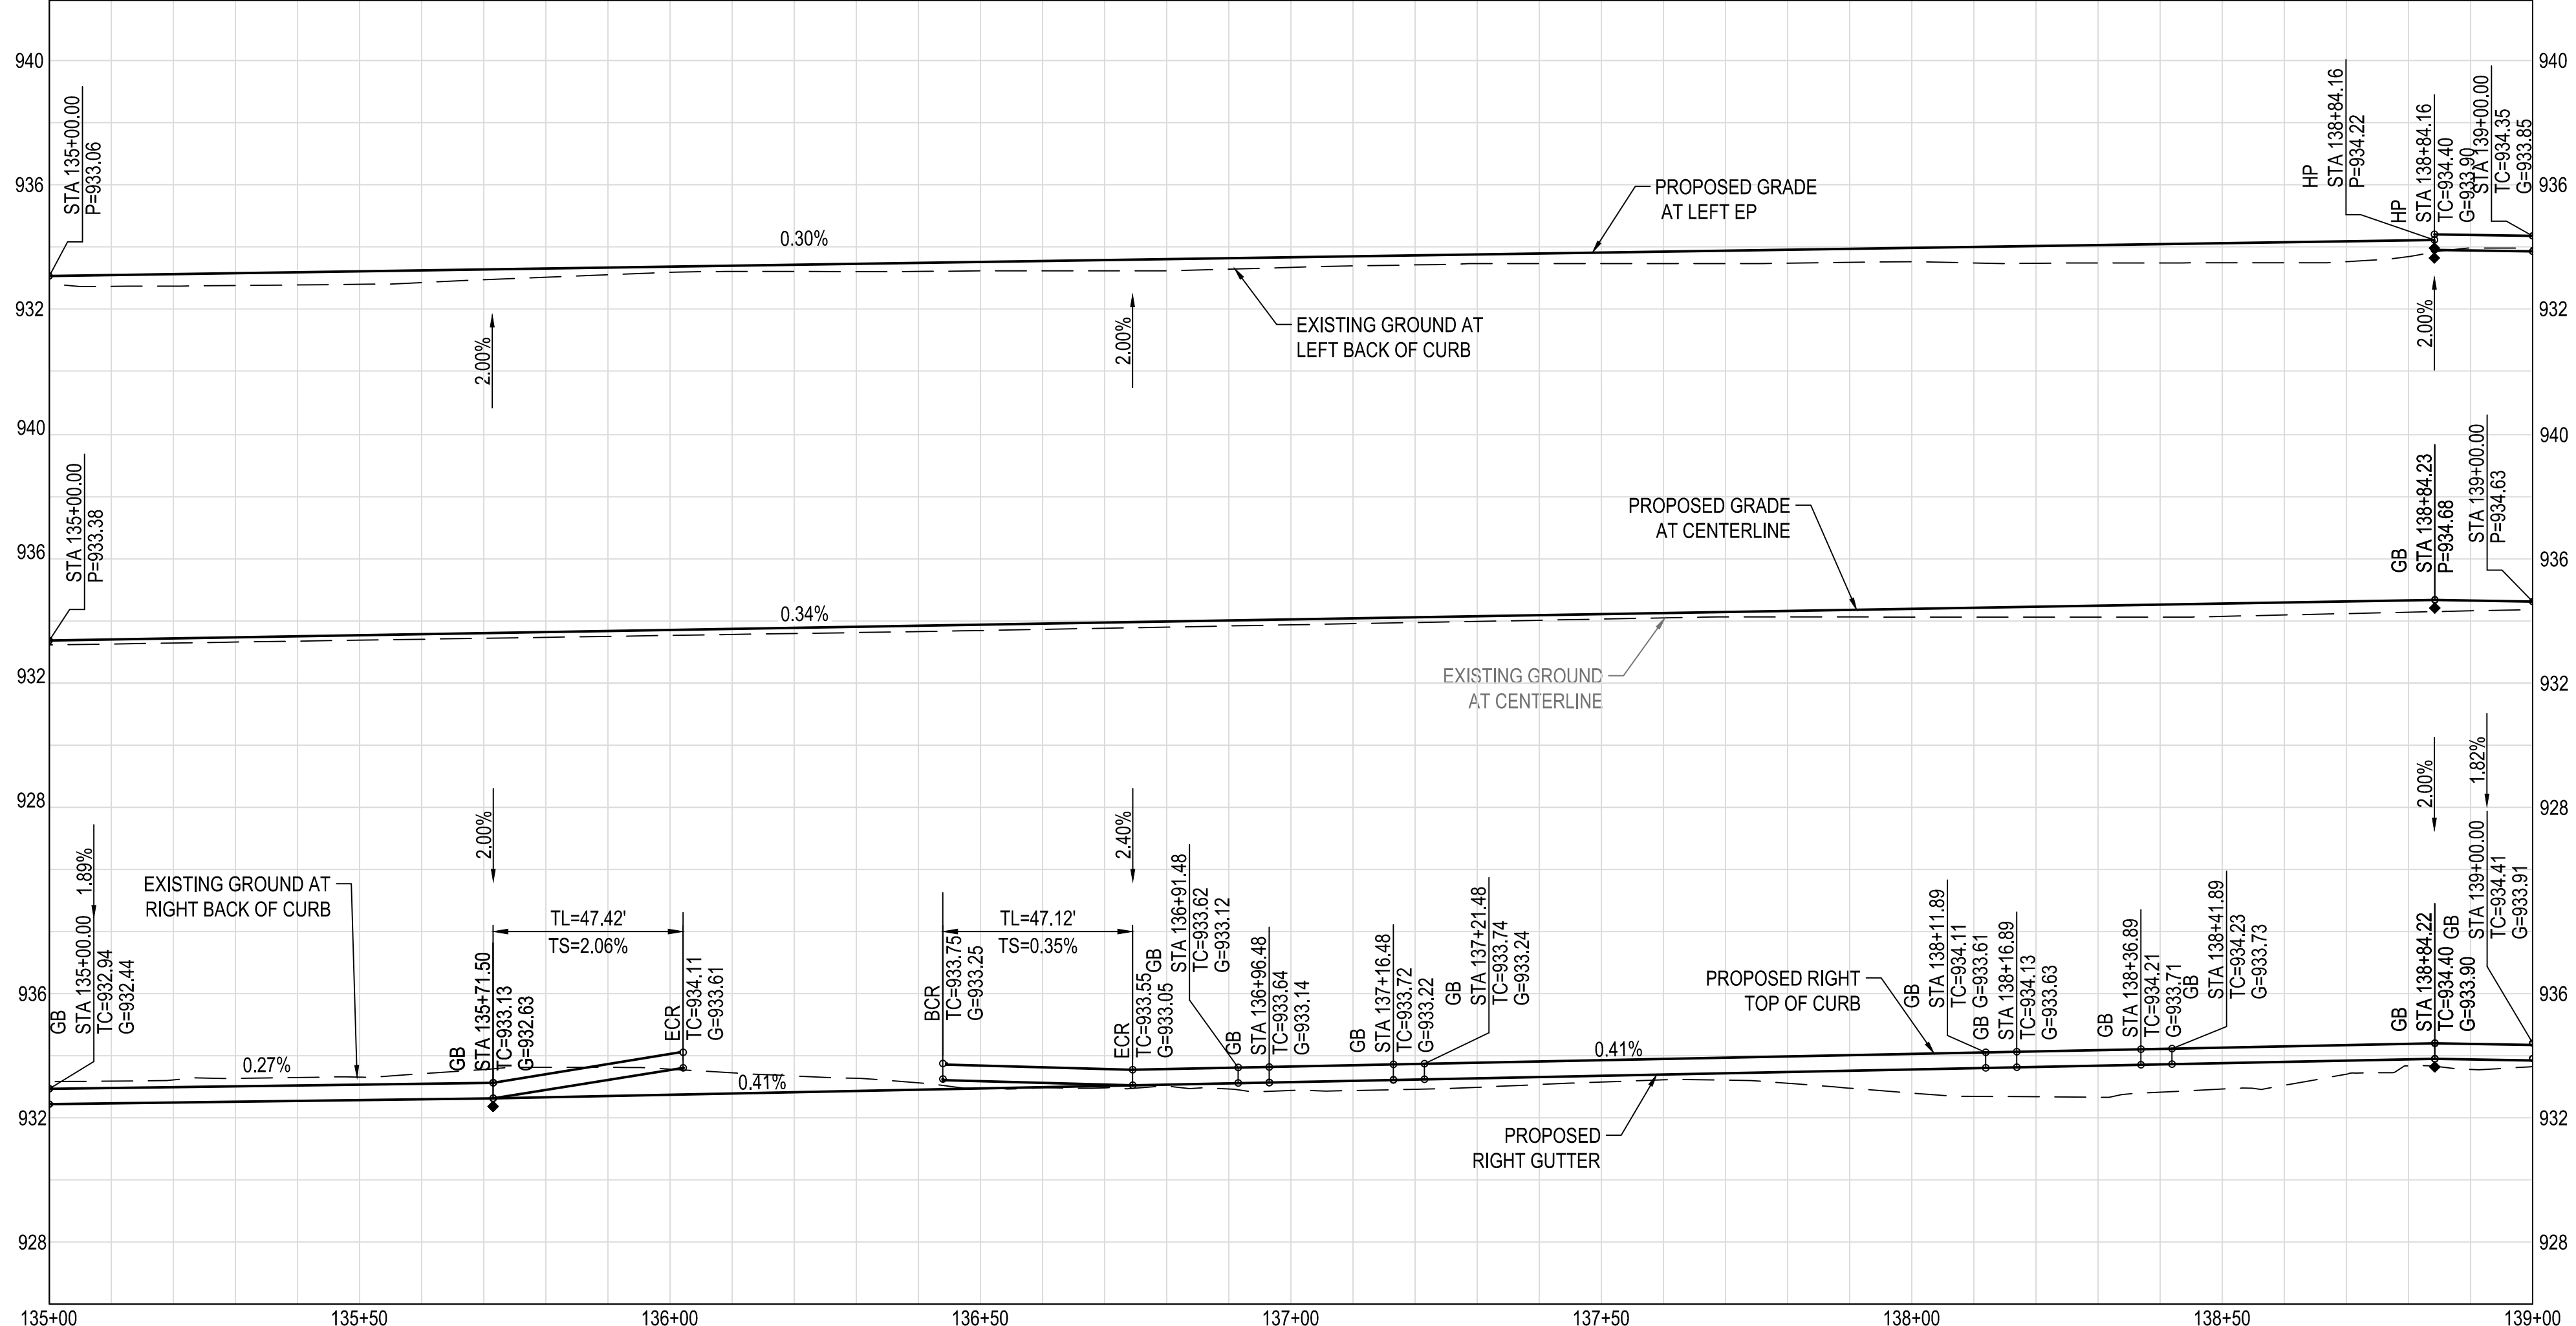 940
940
STA 135+00.00
P=933.06
HP
STA 138+84.16
P=934.22
HP
STA 138+84.16
TC=934.40
G=933.90
STA 139+00.00
TC=934.35
G=933.85
936
936
PROPOSED GRADE
AT LEFT EP
0.30%
932
932
EXISTING GROUND AT
LEFT BACK OF CURB
2.00%
2.00%
2.00%
940
940
STA 135+00.00
P=933.38
GB
STA 138+84.23
P=934.68
STA 139+00.00
P=934.63
PROPOSED GRADE
AT CENTERLINE
936
936
0.34%
932
932
EXISTING GROUND
AT CENTERLINE
928
928
2.00%
2.40%
2.00%
1.82%
1.89%
EXISTING GROUND AT
RIGHT BACK OF CURB
TL=47.42'
TS=2.06%
TL=47.12'
TS=0.35%
GB
STA 135+00.00
TC=932.94
G=932.44
GB
STA 135+71.50
TC=933.13
G=932.63
ECR
TC=934.11
G=933.61
BCR
TC=933.75
G=933.25
ECR
TC=933.55
G=933.05
GB
STA 136+91.48
TC=933.62
G=933.12
GB
STA 136+96.48
TC=933.64
G=933.14
GB
STA 137+16.48
TC=933.72
G=933.22
GB
STA 137+21.48
TC=933.74
G=933.24
PROPOSED RIGHT
TOP OF CURB
GB
STA 138+11.89
TC=934.11
G=933.61
GB
STA 138+16.89
TC=934.13
G=933.63
GB
STA 138+36.89
TC=934.21
G=933.71
GB
STA 138+41.89
TC=934.23
G=933.73
GB
STA 138+84.22
TC=934.40
G=933.90
GB
STA 139+00.00
TC=934.41
G=933.91
936
936
0.27%
0.41%
0.41%
932
932
PROPOSED
RIGHT GUTTER
928
928
135+00
135+50
136+00
136+50
137+00
137+50
138+00
138+50
139+00